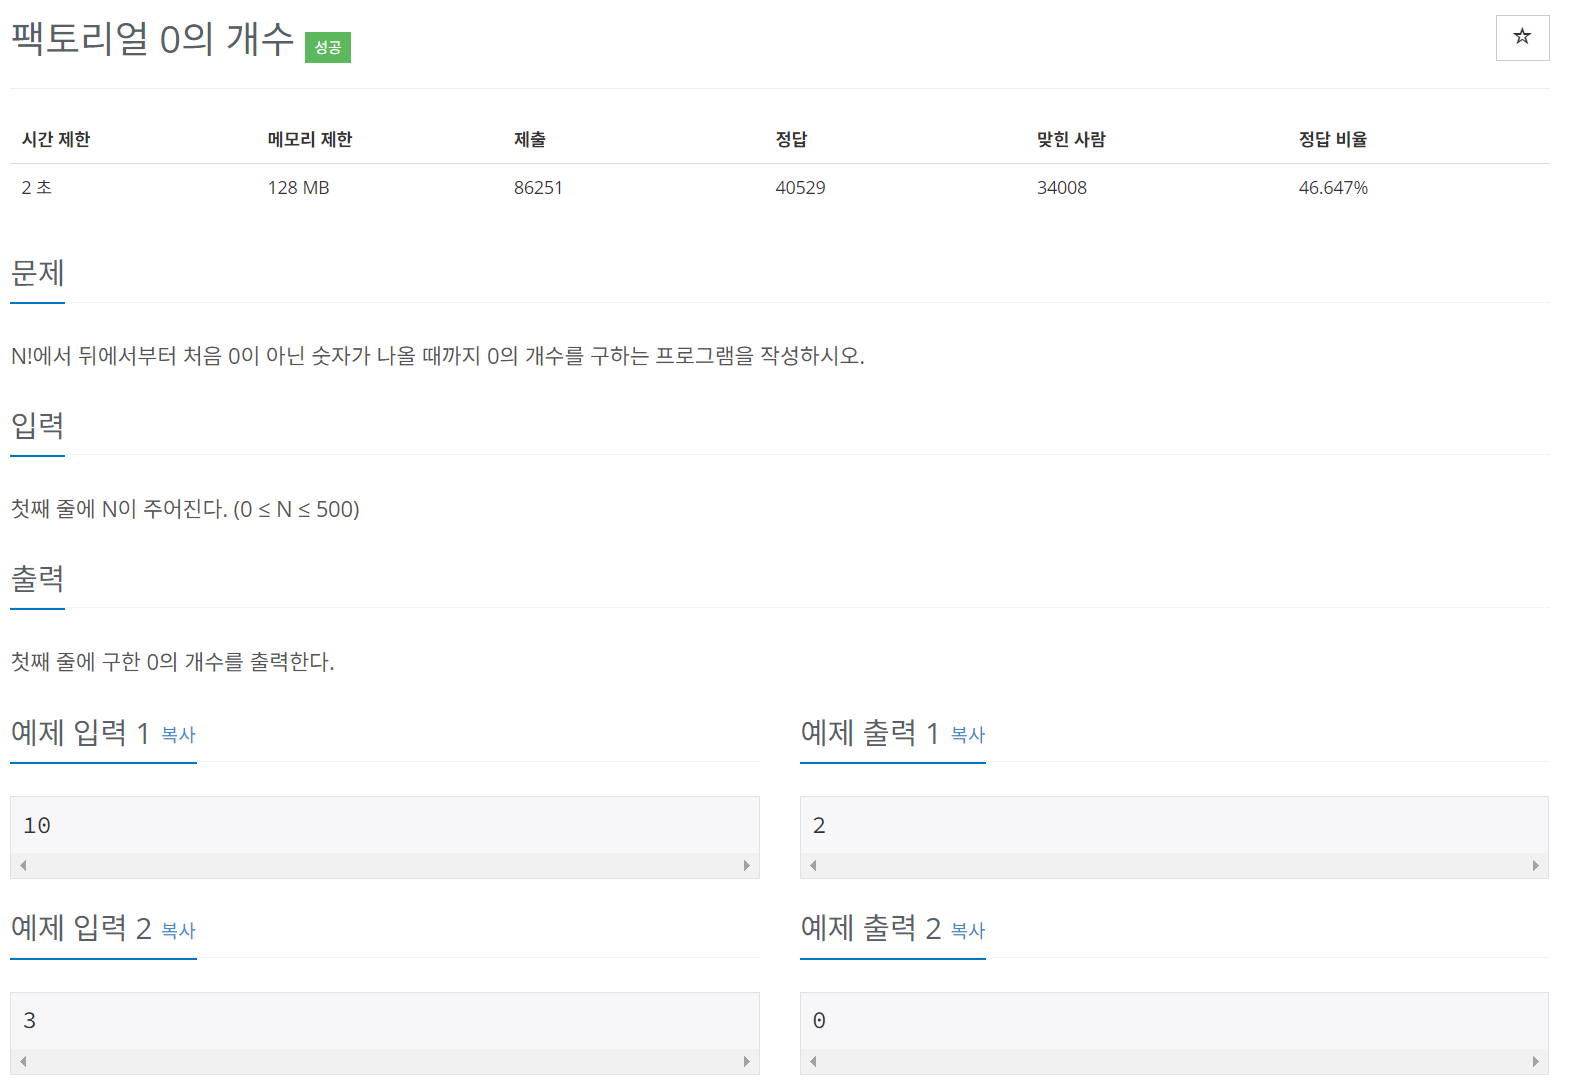 팩토리얼 0의 개수 성공
시간 제한 메모리 제한 제출 정답 맞힌 사람 정답 비율
2 초 128 MB 86251 40529 34008 46.647%
문제
N!에서 뒤에서부터 처음 0이 아닌 숫자가 나올 때까지 0의 개수를 구하는 프로그램을 작성하시오.
입력
첫째 줄에 N이 주어진다. (0 ≤ N ≤ 500)
출력
첫째 줄에 구한 0의 개수를 출력한다.
예제 입력 1 복사
10
예제 출력 1 복사
2
예제 입력 2 복사
3
예제 출력 2 복사
0